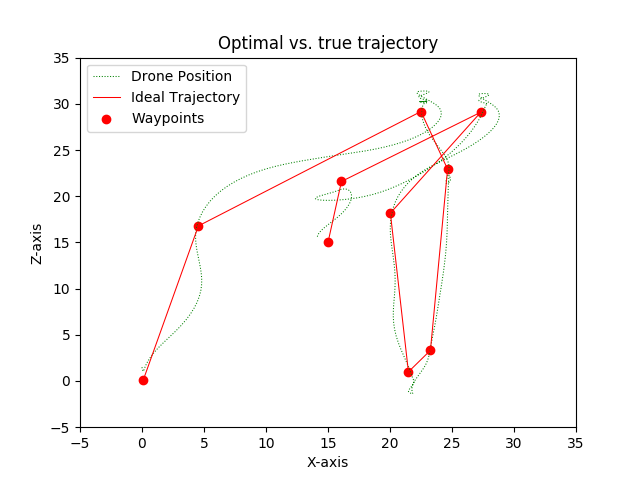 Optimal vs. true trajectory
Drone Position
Ideal Trajectory
Waypoints
35
30
25
20
15
10
5
0
−5
Z-axis
−5 0 5 10 15 20 25 30 35
X-axis